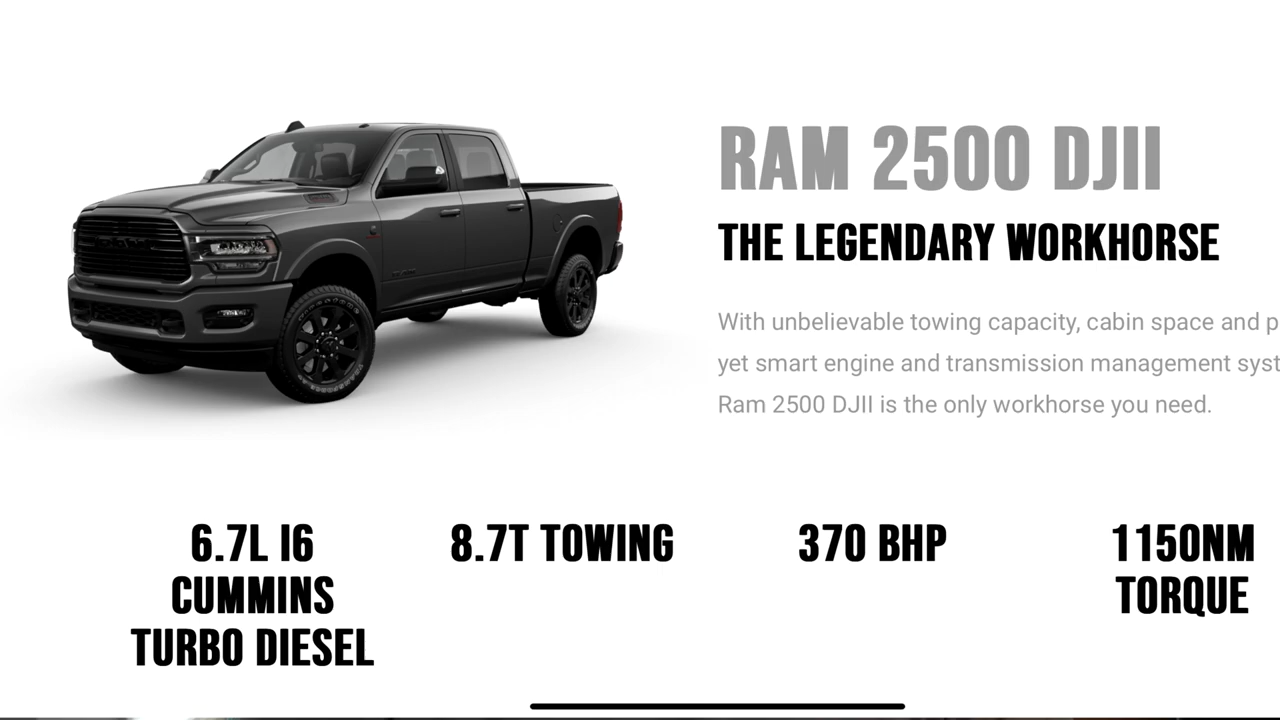 RAM 2500 DJII
THE LEGENDARY WORKHORSE
With unbelievable towing capacity, cabin space and p
yet smart engine and transmission management syst
Ram 2500 DJII is the only workhorse you need.
6.7L I6
CUMMINS
TURBO DIESEL
8.7T TOWING
370 BHP
1150NM
TORQUE